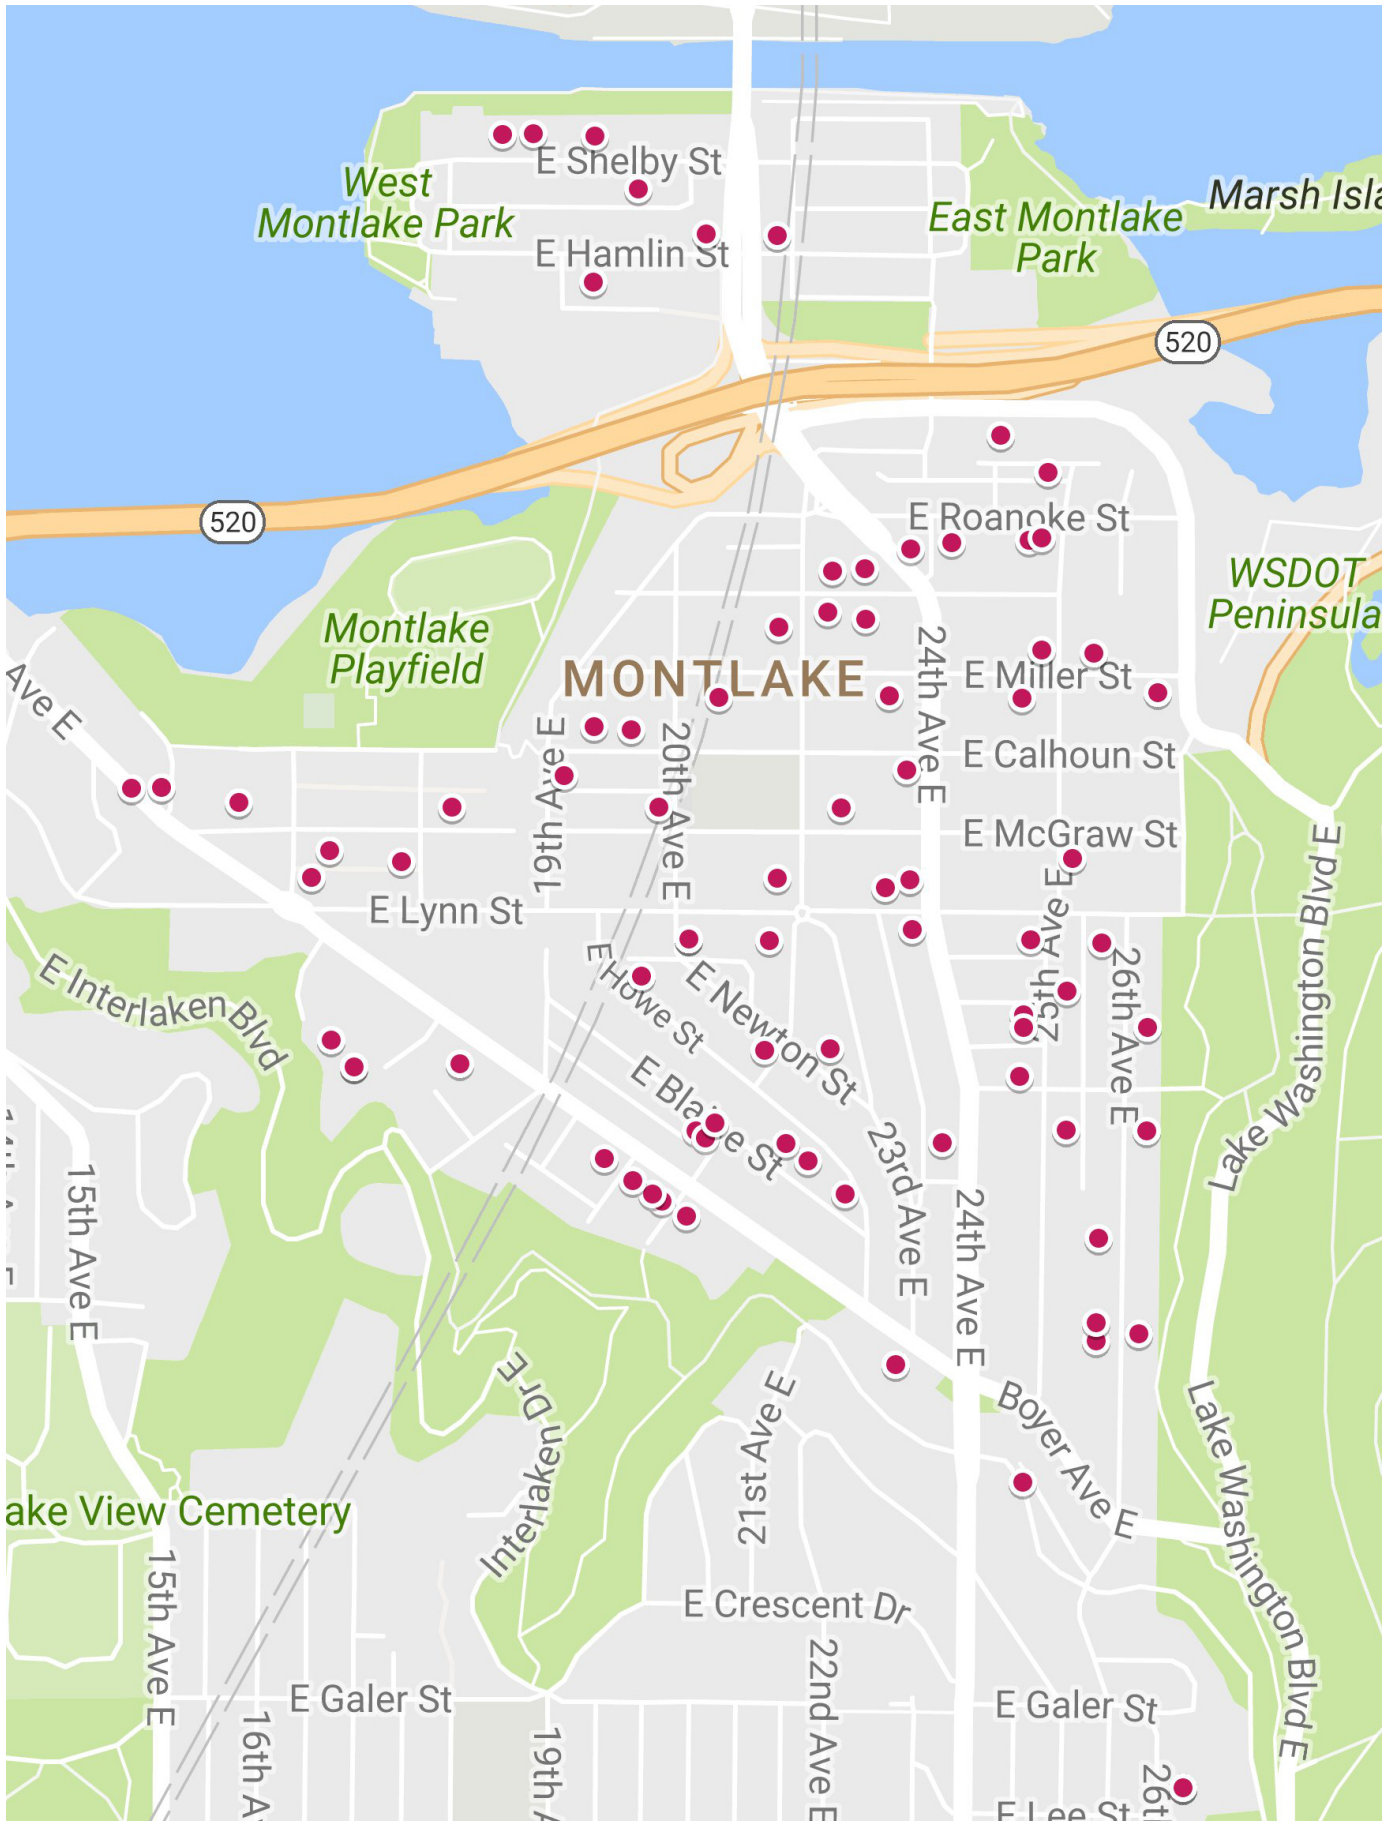 E Shelby St
West
Montlake Park
Marsh Isla
East Montlake
Park
E Hamlin St
520
520
E Roanoke St
WSDOT
Peninsula
Montlake
Playfield
MONTLAKE
24th Ave E
E Miller St
Ave E
19th Ave E
20th Ave E
E Calhoun St
E McGraw St
Lake Washington Blvd E
25th Ave E
E Lynn St
E Interlaken Blvd
E Howe St
E Newton St
26th Ave E
E Blaine St
23rd Ave E
15th Ave E
24th Ave E
Interlaken Dr E
21st Ave E
Boyer Ave E
Lake Washington Blvd E
ake View Cemetery
15th Ave E
E Crescent Dr
22nd Ave E
E Galer St
E Galer St
16th A
19th
26t
E Lee St